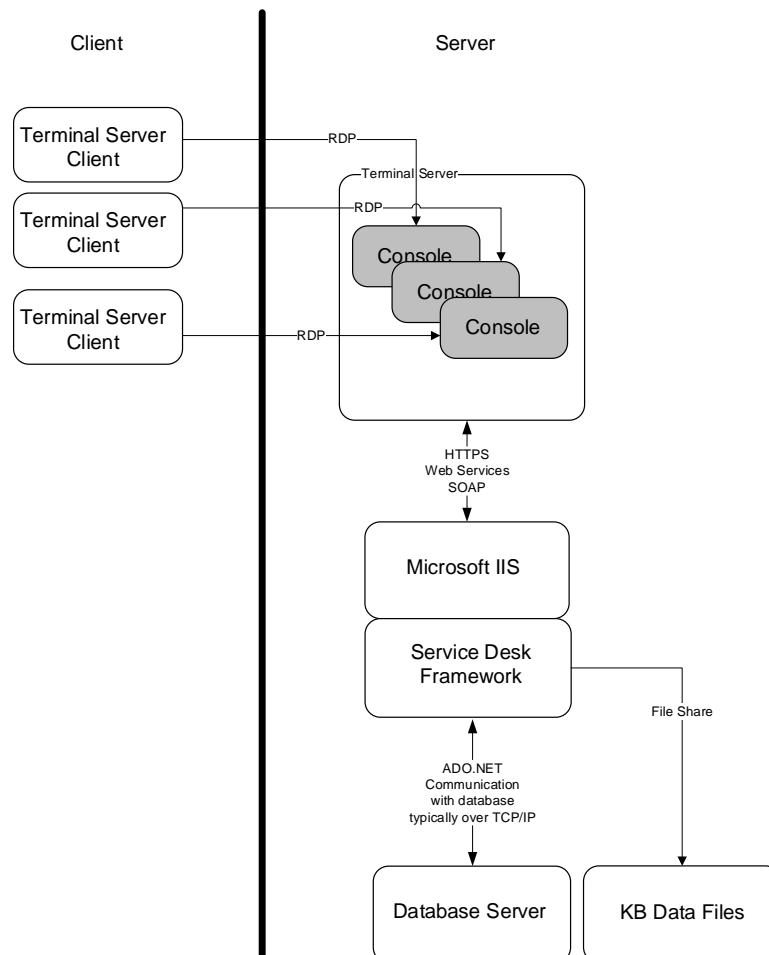 Client
Server
Terminal Server
Client
RDP
Terminal Server
Terminal Server
Client
RDP
Console
Console
Console
Terminal Server
Client
RDP
HTTPS
Web Services
SOAP
Microsoft IIS
Service Desk
Framework
File Share
ADO.NET
Communication
with database
typically over TCP/IP
Database Server
KB Data Files